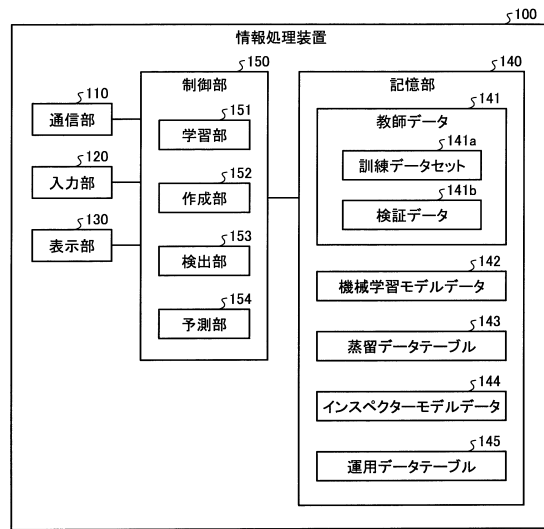 100
情報処理装置
110
通信部
120
入力部
130
表示部
150
制御部
151
学習部
152
作成部
153
検出部
154
予測部
140
記憶部
141
教師データ
141a
訓練データセット
141b
検証データ
142
機械学習モデルデータ
143
蒸留データテーブル
144
インスペクターモデルデータ
145
運用データテーブル